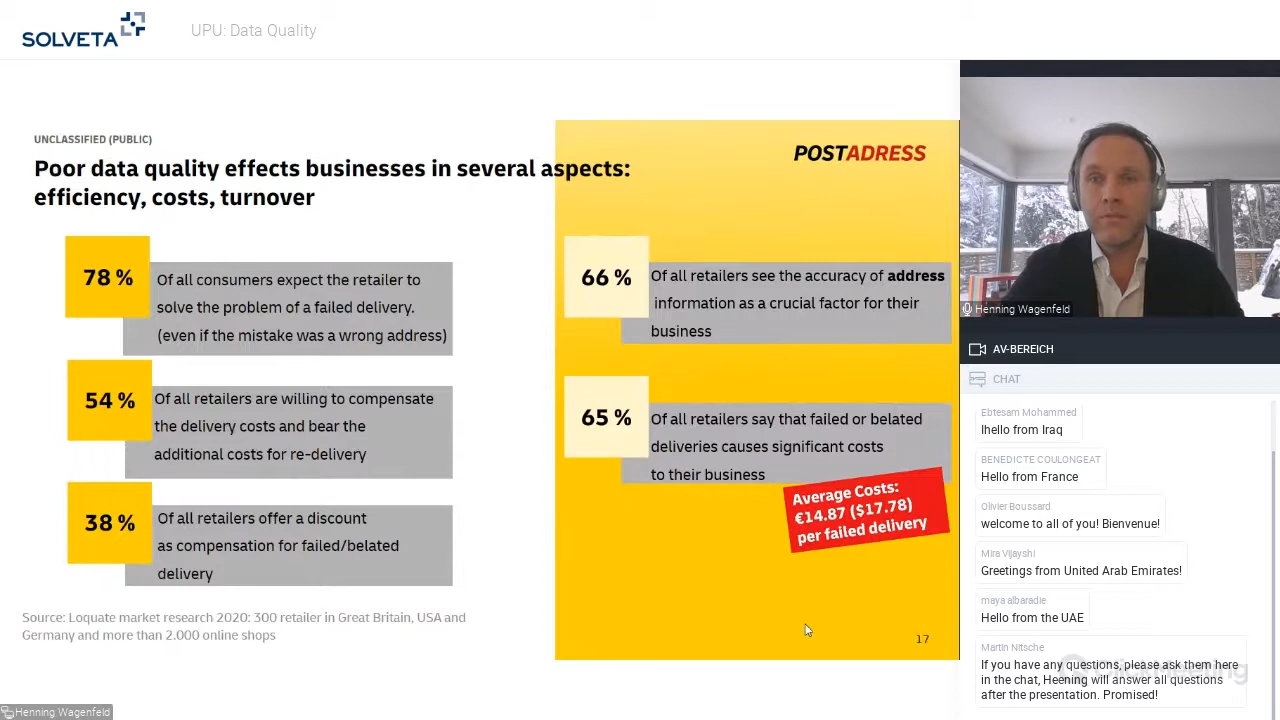 SOLVETA
UPU: Data Quality
UNCLASSIFIED (PUBLIC)
Poor data quality effects businesses in several aspects:
efficiency, costs, turnover
POSTADRESS
78 %
Of all consumers expect the retailer to
solve the problem of a failed delivery.
(even if the mistake was a wrong address)
54 %
Of all retailers are willing to compensate
the delivery costs and bear the
additional costs for re-delivery
38 %
Of all retailers offer a discount
as compensation for failed/belated
delivery
66 %
Of all retailers see the accuracy of address
information as a crucial factor for their
business
65 %
Of all retailers say that failed or belated
deliveries causes significant costs
to their business
Average Costs:
€14.87 ($17.78)
per failed delivery
Source: Loquate market research 2020: 300 retailer in Great Britain, USA and
Germany and more than 2.000 online shops
17
Henning Wagenfeld
Henning Wagenfeld
AV-BEREICH
CHAT
Ebtesam Mohammed
Ihello from Iraq
BENEDICTE COULONGEAT
Hello from France
Olivier Boussard
welcome to all of you! Bienvenue!
Mira Vijayshi
Greetings from United Arab Emirates!
maya albaradie
Hello from the UAE
Martin Nitsche
If you have any questions, please ask them here
in the chat, Heening will answer all questions
after the presentation. Promised!